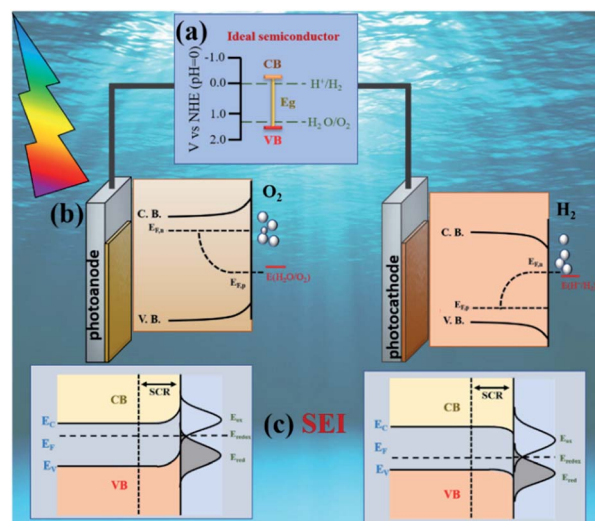 (a)
Ideal semiconductor
V vs NHE (pH=0)
-1.0
0.0
1.0
2.0
CB
Eg
VB
H⁺/H₂
H₂O/O₂
(b)
photoanode
C. B.
E_F,n
E_F,p
V. B.
O₂
E(H₂O/O₂)
photocathode
C. B.
E_F,n
E_F,p
V. B.
H₂
E(H⁺/H₂)
(c) SEI
CB
SCR
E_C
E_F
E_V
VB
E_ox
E_redox
E_red
CB
SCR
E_C
E_F
E_V
VB
E_ox
E_redox
E_red